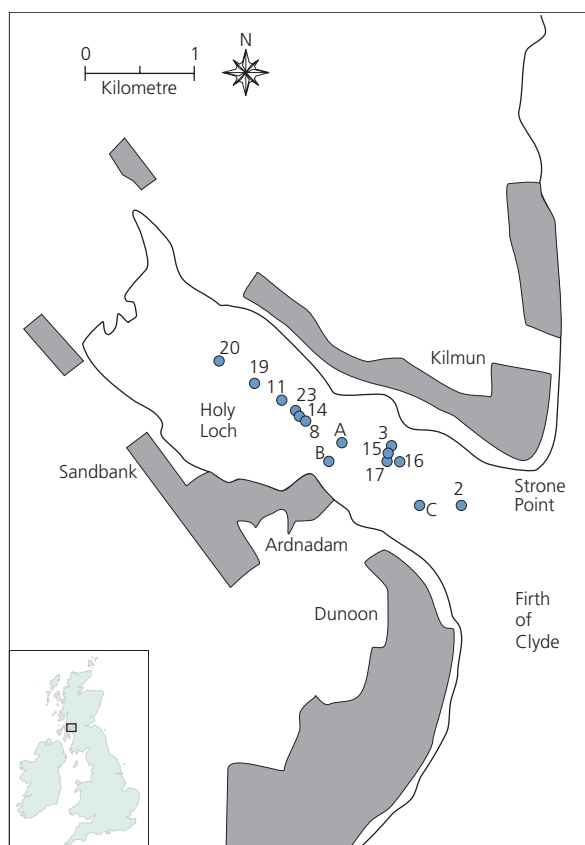 N
0 1
Kilometre
Kilmun
20
19
11
23
14
8
Holy
Loch
A
B
3
15
17
16
Sandbank
C
2
Strone
Point
Ardnadam
Dunoon
Firth
of
Clyde